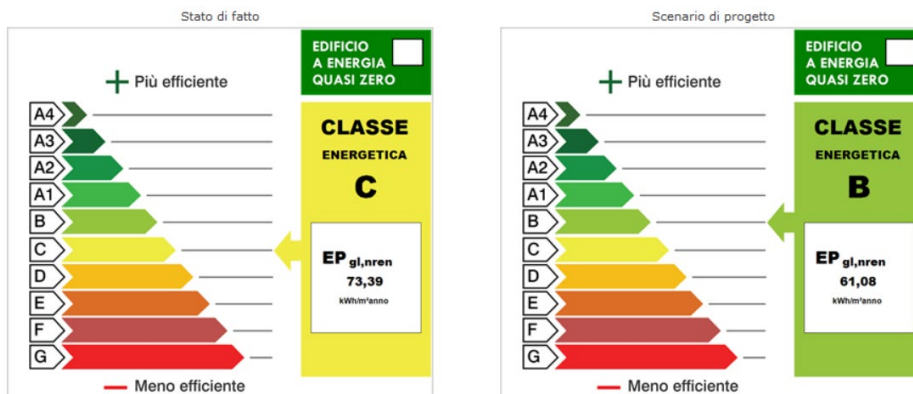 Stato di fatto
EDIFICIO
A ENERGIA
QUASI ZERO
+ Più efficiente
A4
A3
A2
A1
B
C
D
E
F
G
CLASSE
ENERGETICA
C
EP gl,nren
73,39
kWh/m²anno
— Meno efficiente
Scenario di progetto
EDIFICIO
A ENERGIA
QUASI ZERO
+ Più efficiente
A4
A3
A2
A1
B
C
D
E
F
G
CLASSE
ENERGETICA
B
EP gl,nren
61,08
kWh/m²anno
— Meno efficiente